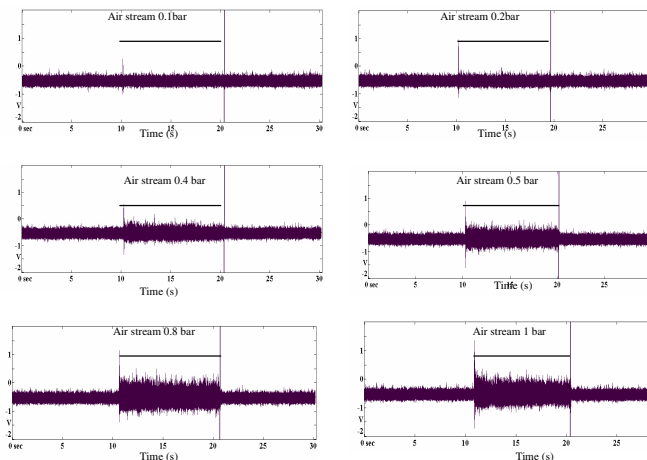 Air stream 0.1bar
1
0
-1
V
-2
0 sec 5 10 15 20 25 30
Time (s)
Air stream 0.2bar
1
0
-1
V
-2
0 sec 5 10 15 20 25
Time (s)
Air stream 0.4 bar
1
0
-1
V
-2
0 sec 5 10 15 20 25 30
Time (s)
Air stream 0.5 bar
1
0
-1
V
-2
0 sec 5 10 15 20 25
Time (s)
Air stream 0.8 bar
1
0
-1
V
-2
0 sec 5 10 15 20 25 30
Time (s)
Air stream 1 bar
1
0
-1
V
-2
0 sec 5 10 15 20 25
Time (s)